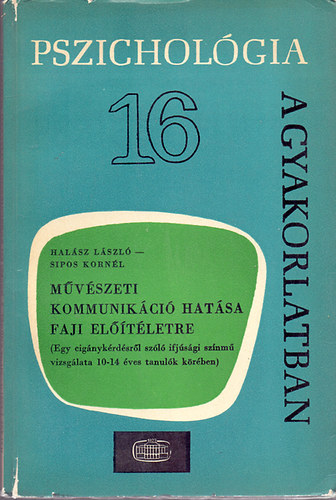 PSZICHOLÓGIA
16
A GYAKORLATBAN
HALÁSZ LÁSZLÓ —
SIPOS KORNÉL
MŰVÉSZETI
KOMMUNIKÁCIÓ HATÁSA
FAJI ELŐÍTÉLETRE
(Egy cigánykérdésről szóló ifjúsági színmű
vizsgálata 10-14 éves tanulók körében)